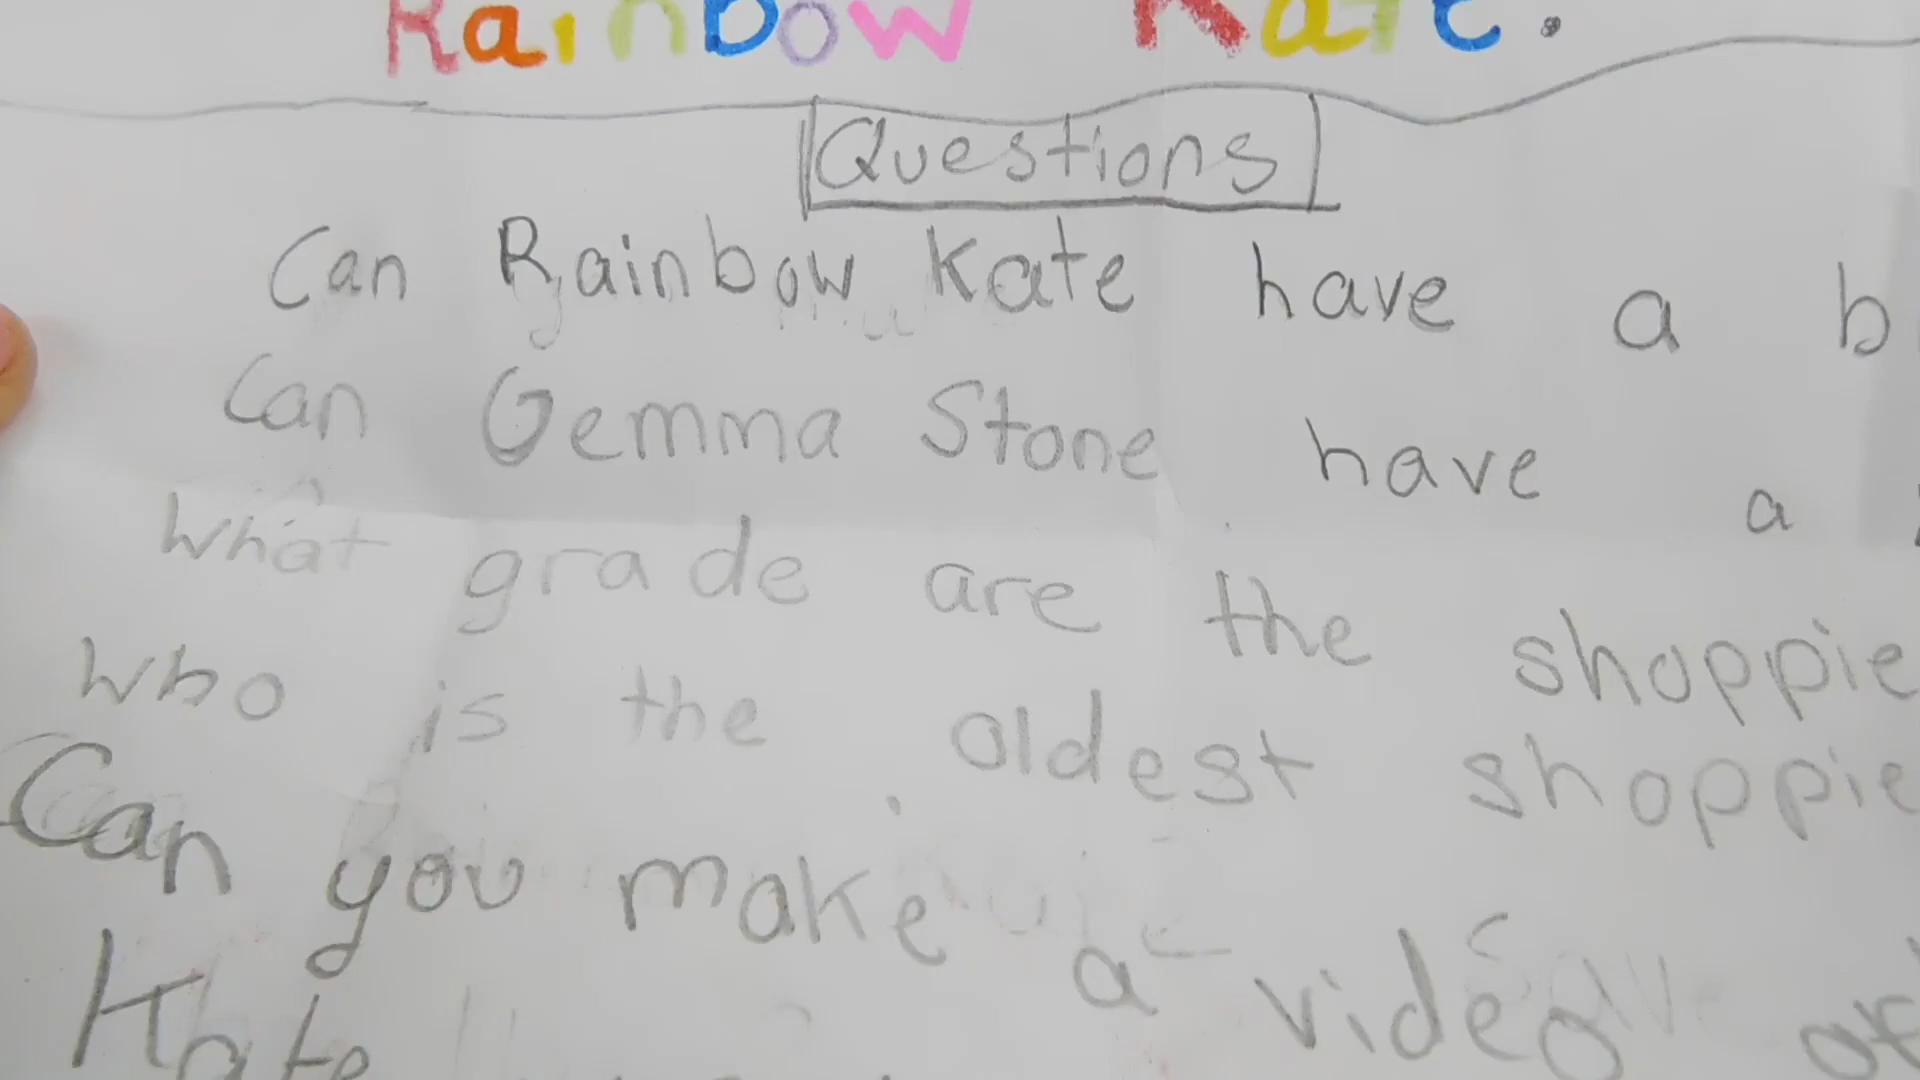 Rainbow Kate.
Questions
Can Rainbow Kate have a b
Can Gemma Stone have a
What grade are the shoppie
Who is the oldest shoppie
Can you make a video of
Kate